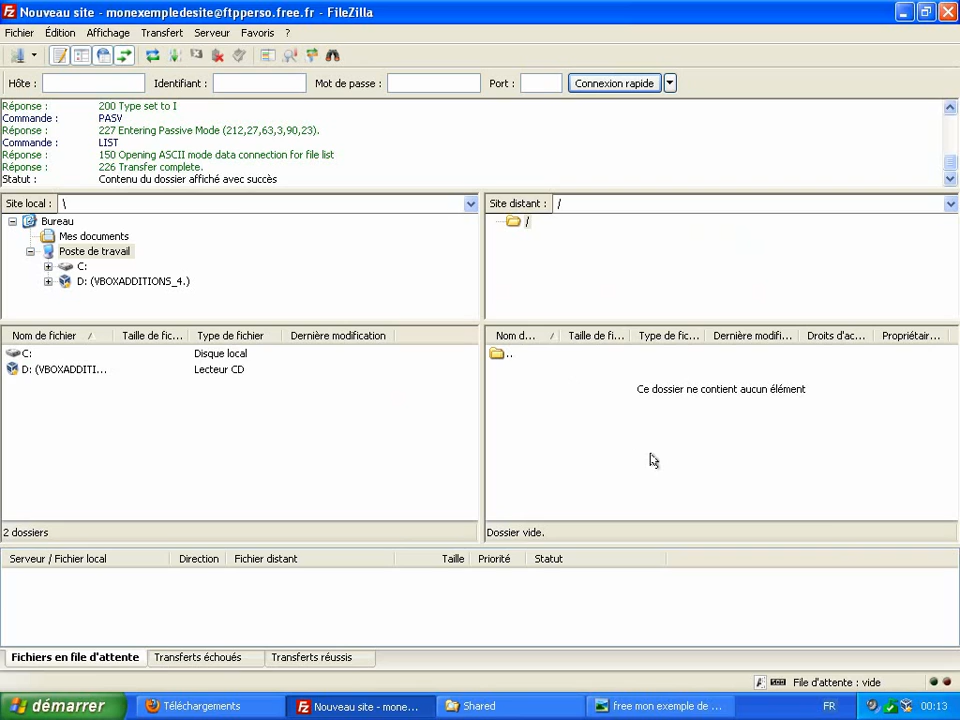 Nouveau site - monexempledesite@ftpperso.free.fr - FileZilla
Fichier Édition Affichage Transfert Serveur Favoris ?
Hôte : Identifiant : Mot de passe : Port : Connexion rapide
Réponse : 200 Type set to I
Commande : PASV
Réponse : 227 Entering Passive Mode (212,27,63,3,90,23).
Commande : LIST
Réponse : 150 Opening ASCII mode data connection for file list
Réponse : 226 Transfer complete.
Statut : Contenu du dossier affiché avec succès
Site local : \
Site distant : /
Bureau
Mes documents
Poste de travail
C:
D: (VBOXADDITIONS_4.)
/
Nom de fichier / Taille de fic... Type de fichier Dernière modification
C: Disque local
D: (VBOXADDITI... Lecteur CD
2 dossiers
Nom d... / Taille de fi... Type de fic... Dernière modifi... Droits d'ac... Propriétair...
..
Ce dossier ne contient aucun élément
Dossier vide.
Serveur / Fichier local Direction Fichier distant Taille Priorité Statut
Fichiers en file d'attente Transferts échoués Transferts réussis
File d'attente : vide
démarrer Téléchargements Nouveau site - mone... Shared free mon exemple de ... FR 00:13